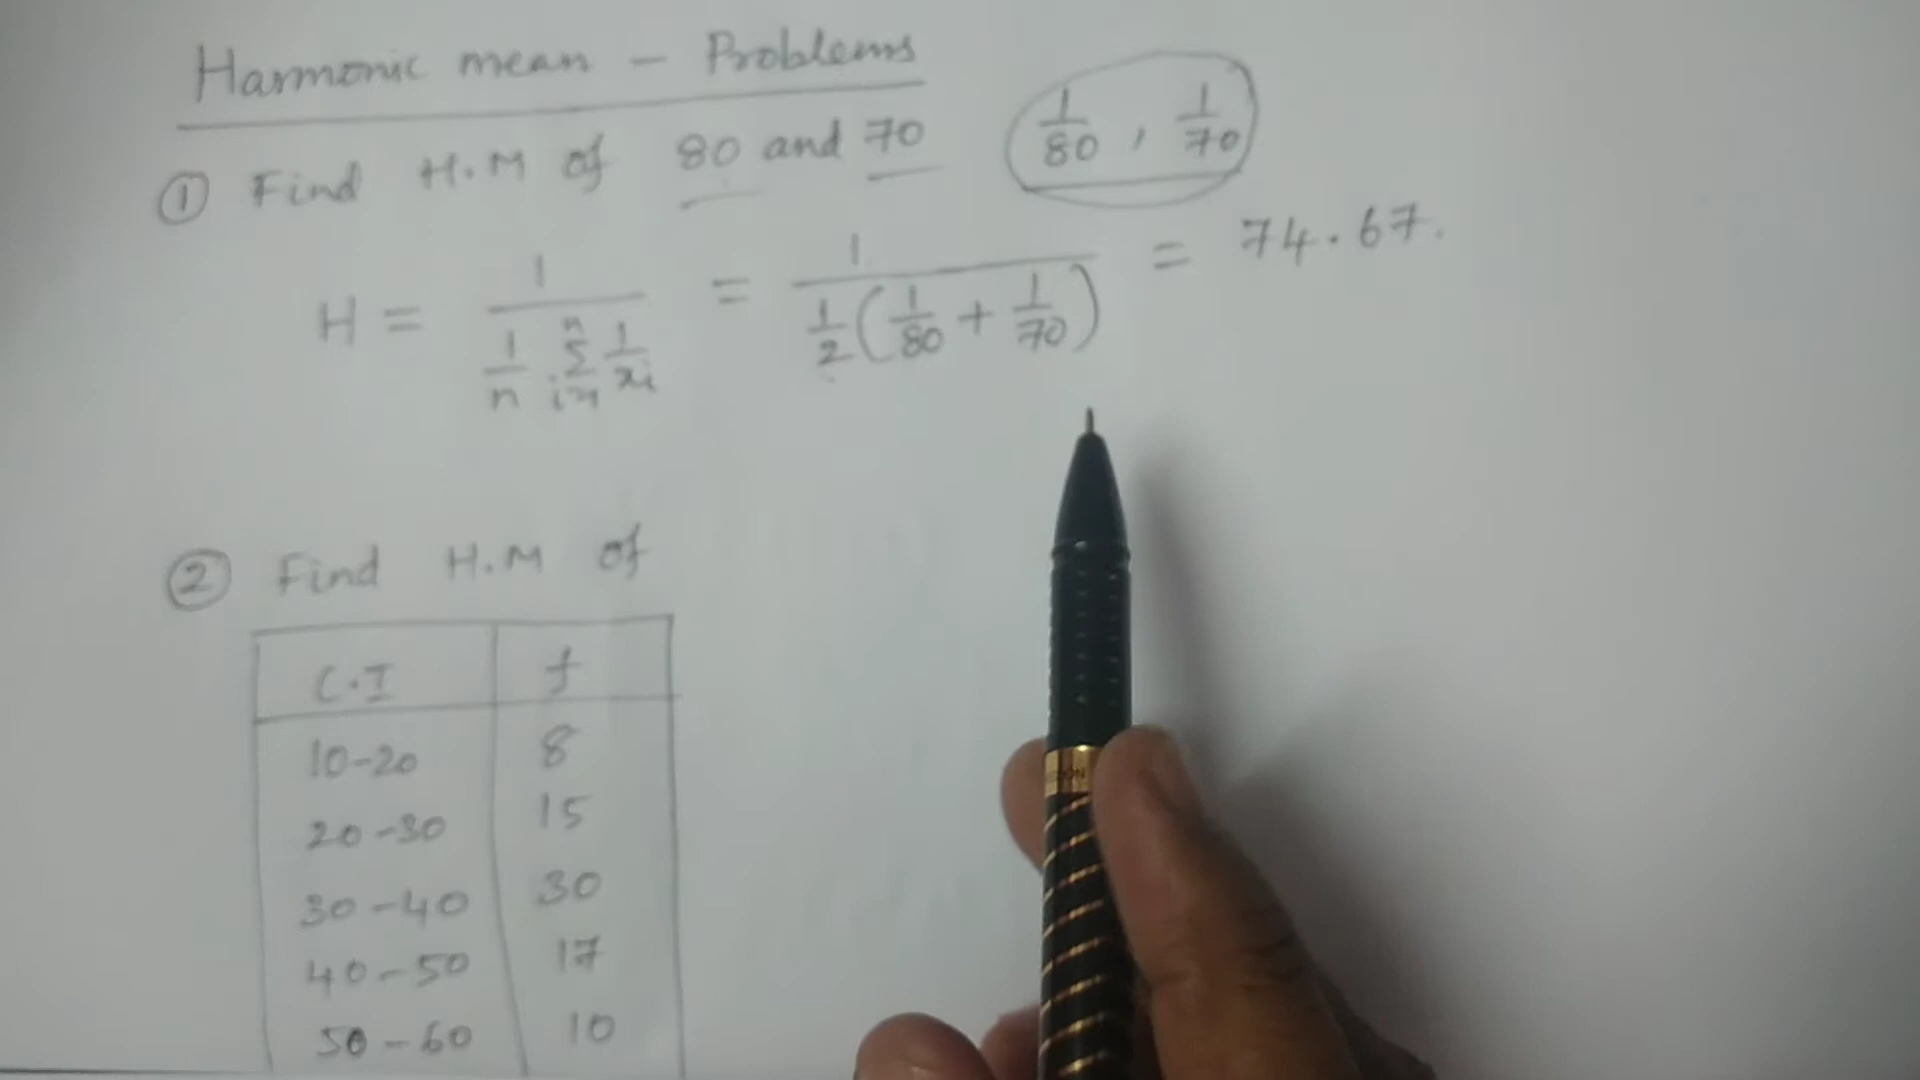 Harmonic mean - Problems
① Find H.M of 80 and 70
1/80 , 1/70
H = 1 / (1/n Σ_{i=1}^{n} 1/xi) = 1 / (1/2 (1/80 + 1/70)) = 74.67.
② Find H.M of
C.I f
10-20 8
20-30 15
30-40 30
40-50 17
50-60 10